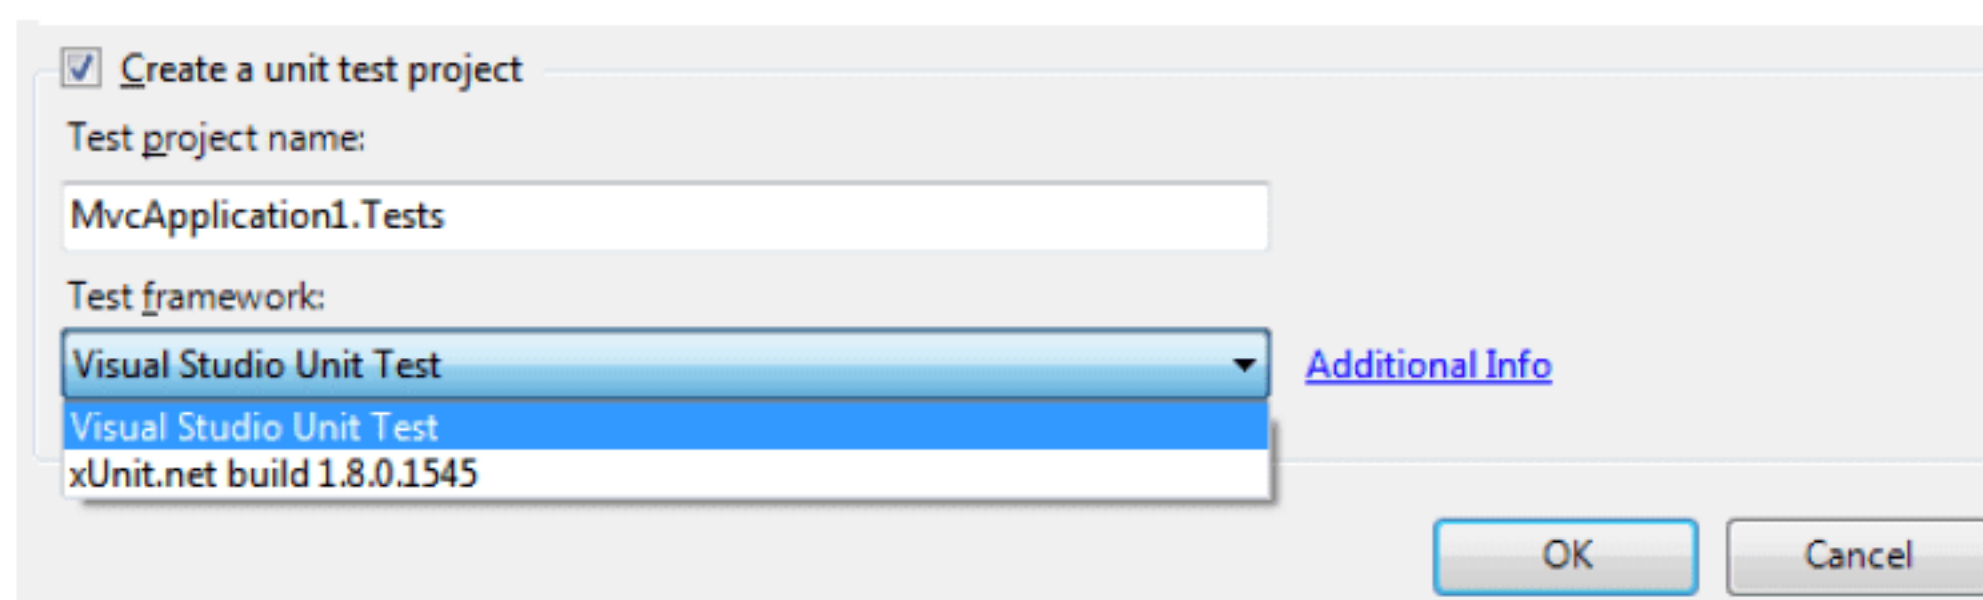 Create a unit test project
Test project name:
MvcApplication1.Tests
Test framework:
Visual Studio Unit Test
Additional Info
Visual Studio Unit Test
xUnit.net build 1.8.0.1545
OK
Cancel